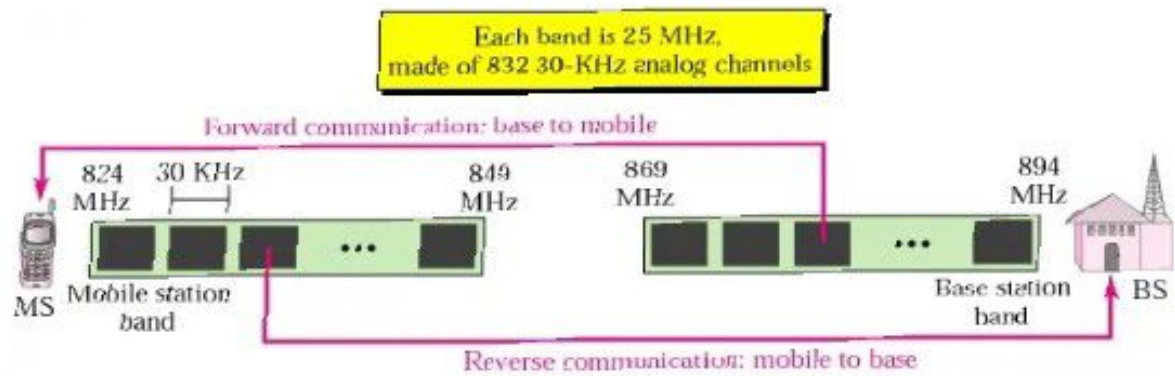 Each band is 25 MHz,
made of 832 30-KHz analog channels
Forward communication: base to mobile
824
MHz
30 KHz
849
MHz
869
MHz
894
MHz
MS
Mobile station
band
Base station
band
BS
Reverse communication: mobile to base